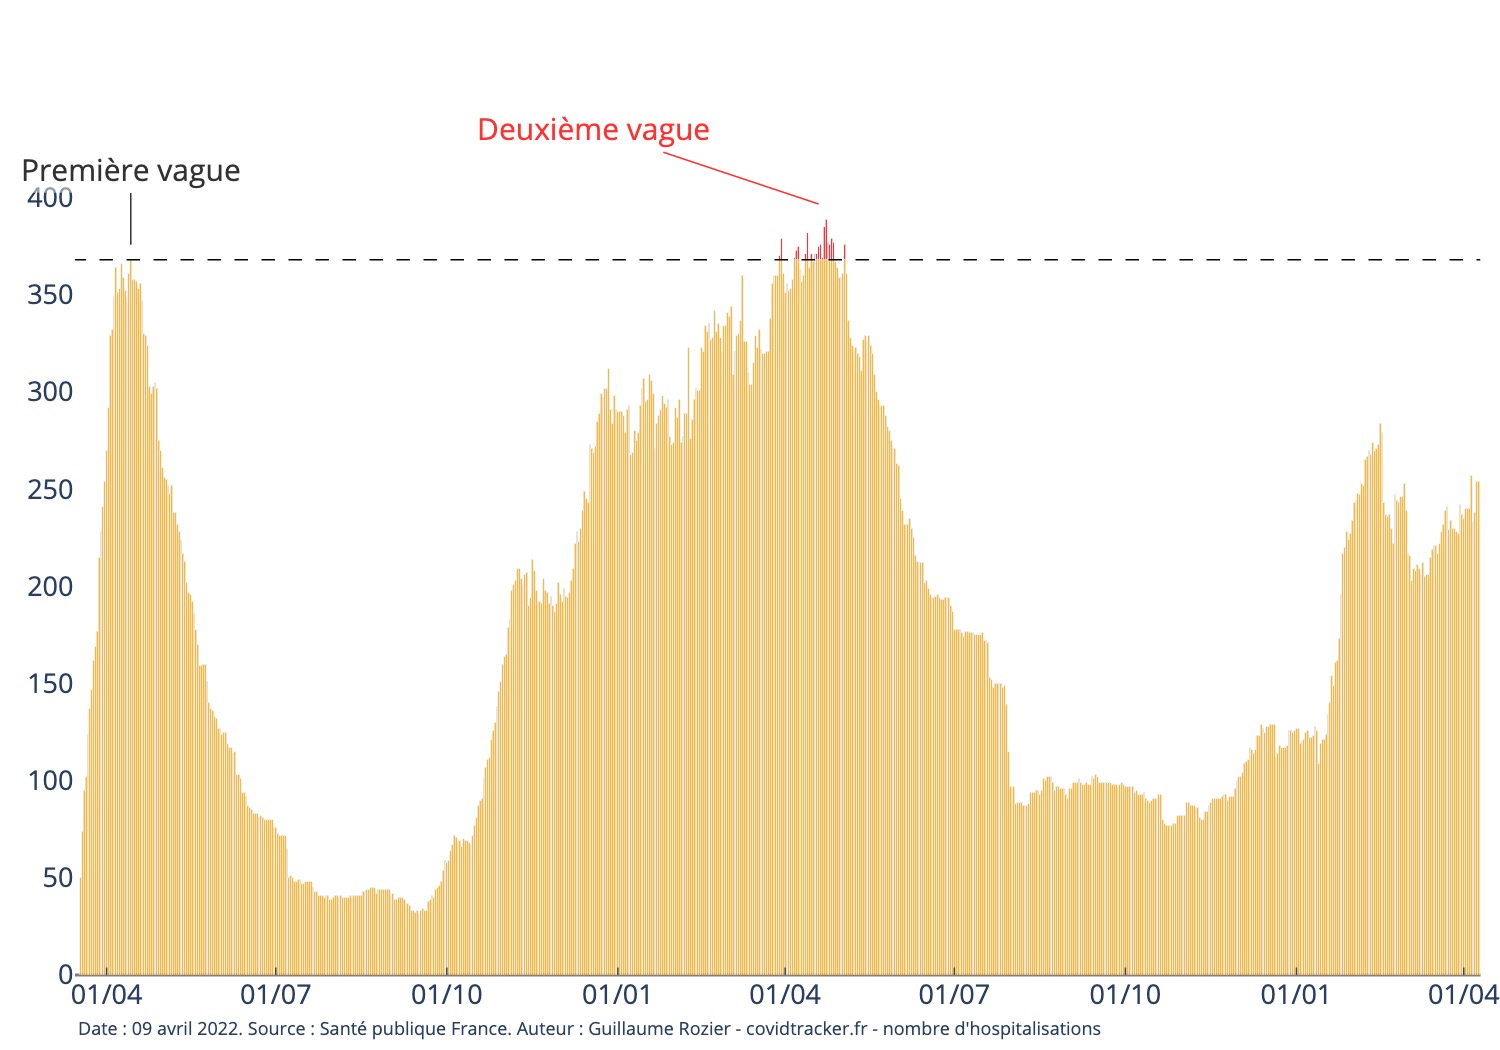 Deuxième vague
Première vague
400
350
300
250
200
150
100
50
0
01/04 01/07 01/10 01/01 01/04 01/07 01/10 01/01 01/04
Date : 09 avril 2022. Source : Santé publique France. Auteur : Guillaume Rozier - covidtracker.fr - nombre d'hospitalisations